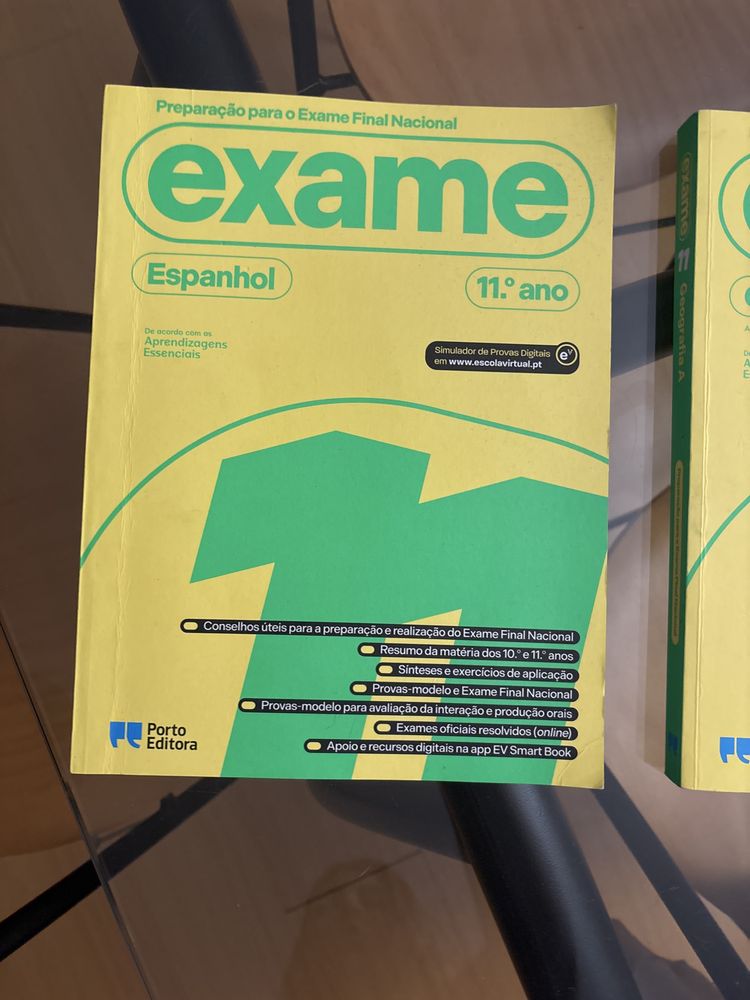 Preparação para o Exame Final Nacional
exame
Espanhol
11.º ano
De acordo com as
Aprendizagens
Essenciais
Simulador de Provas Digitais
em www.escolavirtual.pt
eV
11
Conselhos úteis para a preparação e realização do Exame Final Nacional
Resumo da matéria dos 10.º e 11.º anos
Sínteses e exercícios de aplicação
Provas-modelo e Exame Final Nacional
Provas-modelo para avaliação da interação e produção orais
Exames oficiais resolvidos (online)
Apoio e recursos digitais na app EV Smart Book
Porto
Editora
exame 11 Geografia A